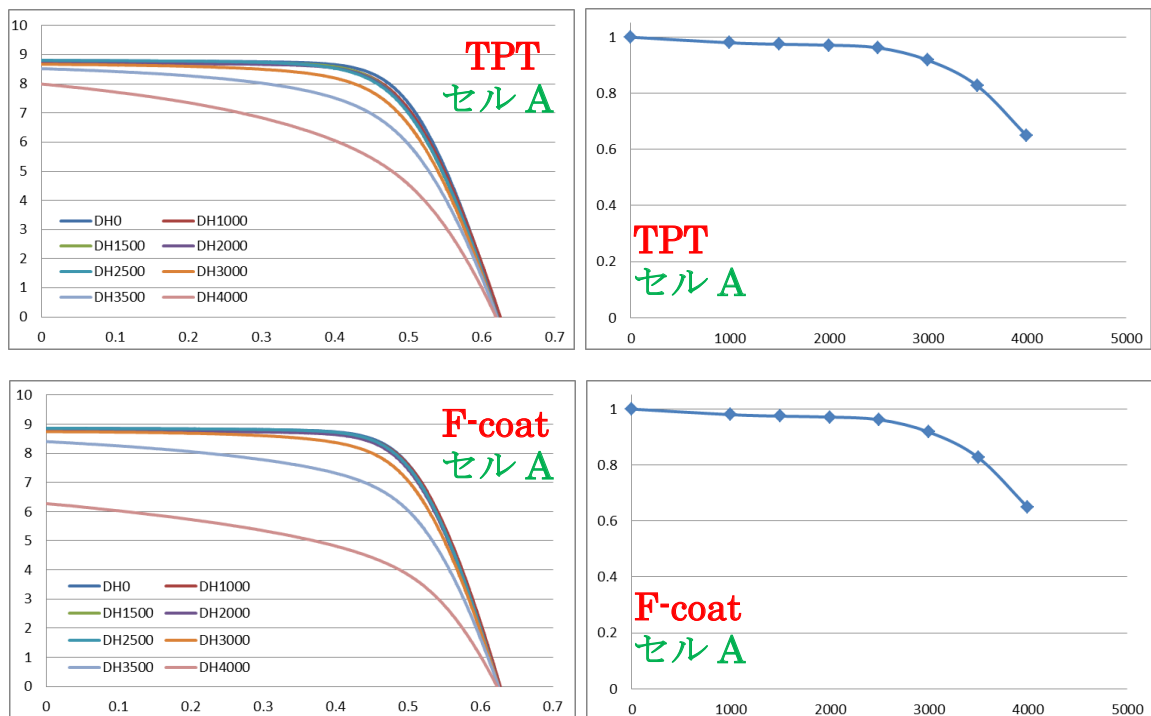 10
9
8
7
6
5
4
3
2
1
0
TPT
セル A
DH0 DH1000
DH1500 DH2000
DH2500 DH3000
DH3500 DH4000
0 0.1 0.2 0.3 0.4 0.5 0.6 0.7
1
0.8
0.6
0.4
0.2
0
TPT
セル A
0 1000 2000 3000 4000 5000
10
9
8
7
6
5
4
3
2
1
0
F-coat
セル A
DH0 DH1000
DH1500 DH2000
DH2500 DH3000
DH3500 DH4000
0 0.1 0.2 0.3 0.4 0.5 0.6 0.7
1
0.8
0.6
0.4
0.2
0
F-coat
セル A
0 1000 2000 3000 4000 5000